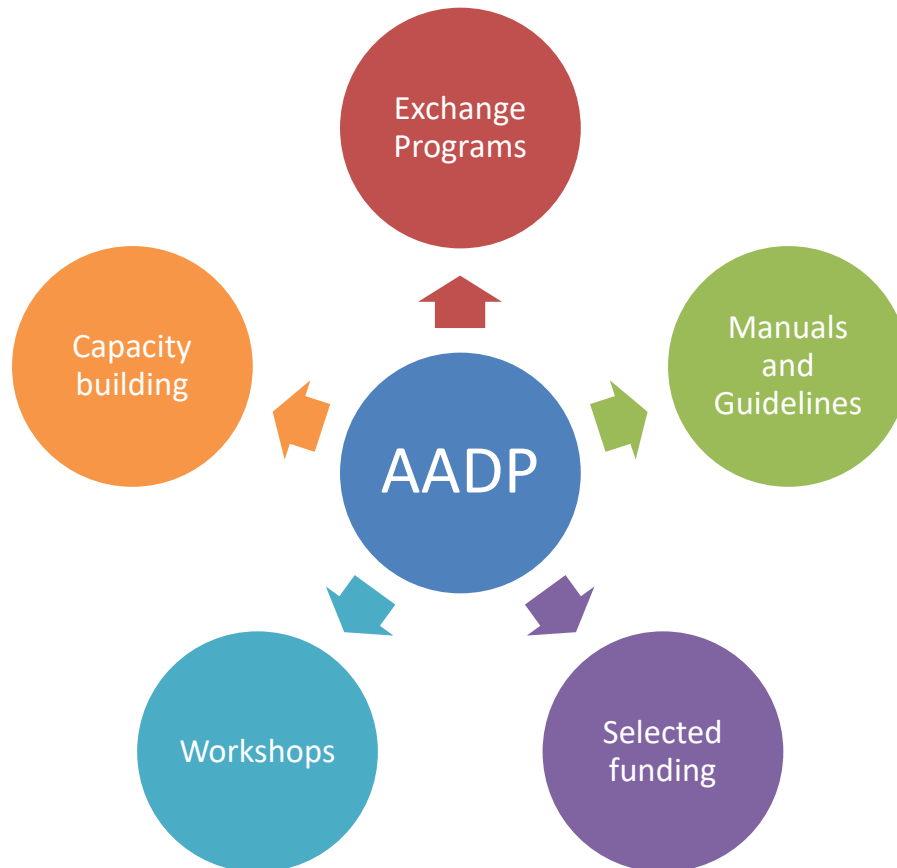 Exchange
Programs
Manuals
and
Guidelines
Selected
funding
Workshops
Capacity
building
AADP